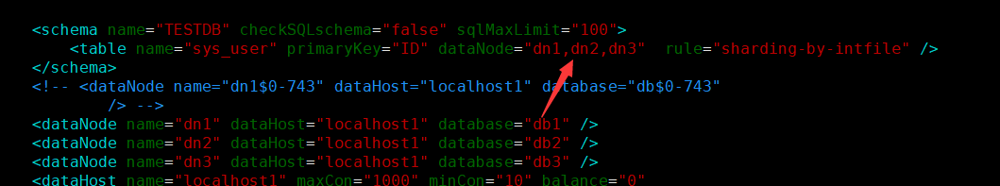 <schema name="TESTDB" checkSQLschema="false" sqlMaxLimit="100">
<table name="sys_user" primaryKey="ID" dataNode="dn1,dn2,dn3"  rule="sharding-by-intfile" />
</schema>
<!-- <dataNode name="dn1$0-743" dataHost="localhost1" database="db$0-743"
/> -->
<dataNode name="dn1" dataHost="localhost1" database="db1" />
<dataNode name="dn2" dataHost="localhost1" database="db2" />
<dataNode name="dn3" dataHost="localhost1" database="db3" />
<dataHost name="localhost1" maxCon="1000" minCon="10" balance="0"